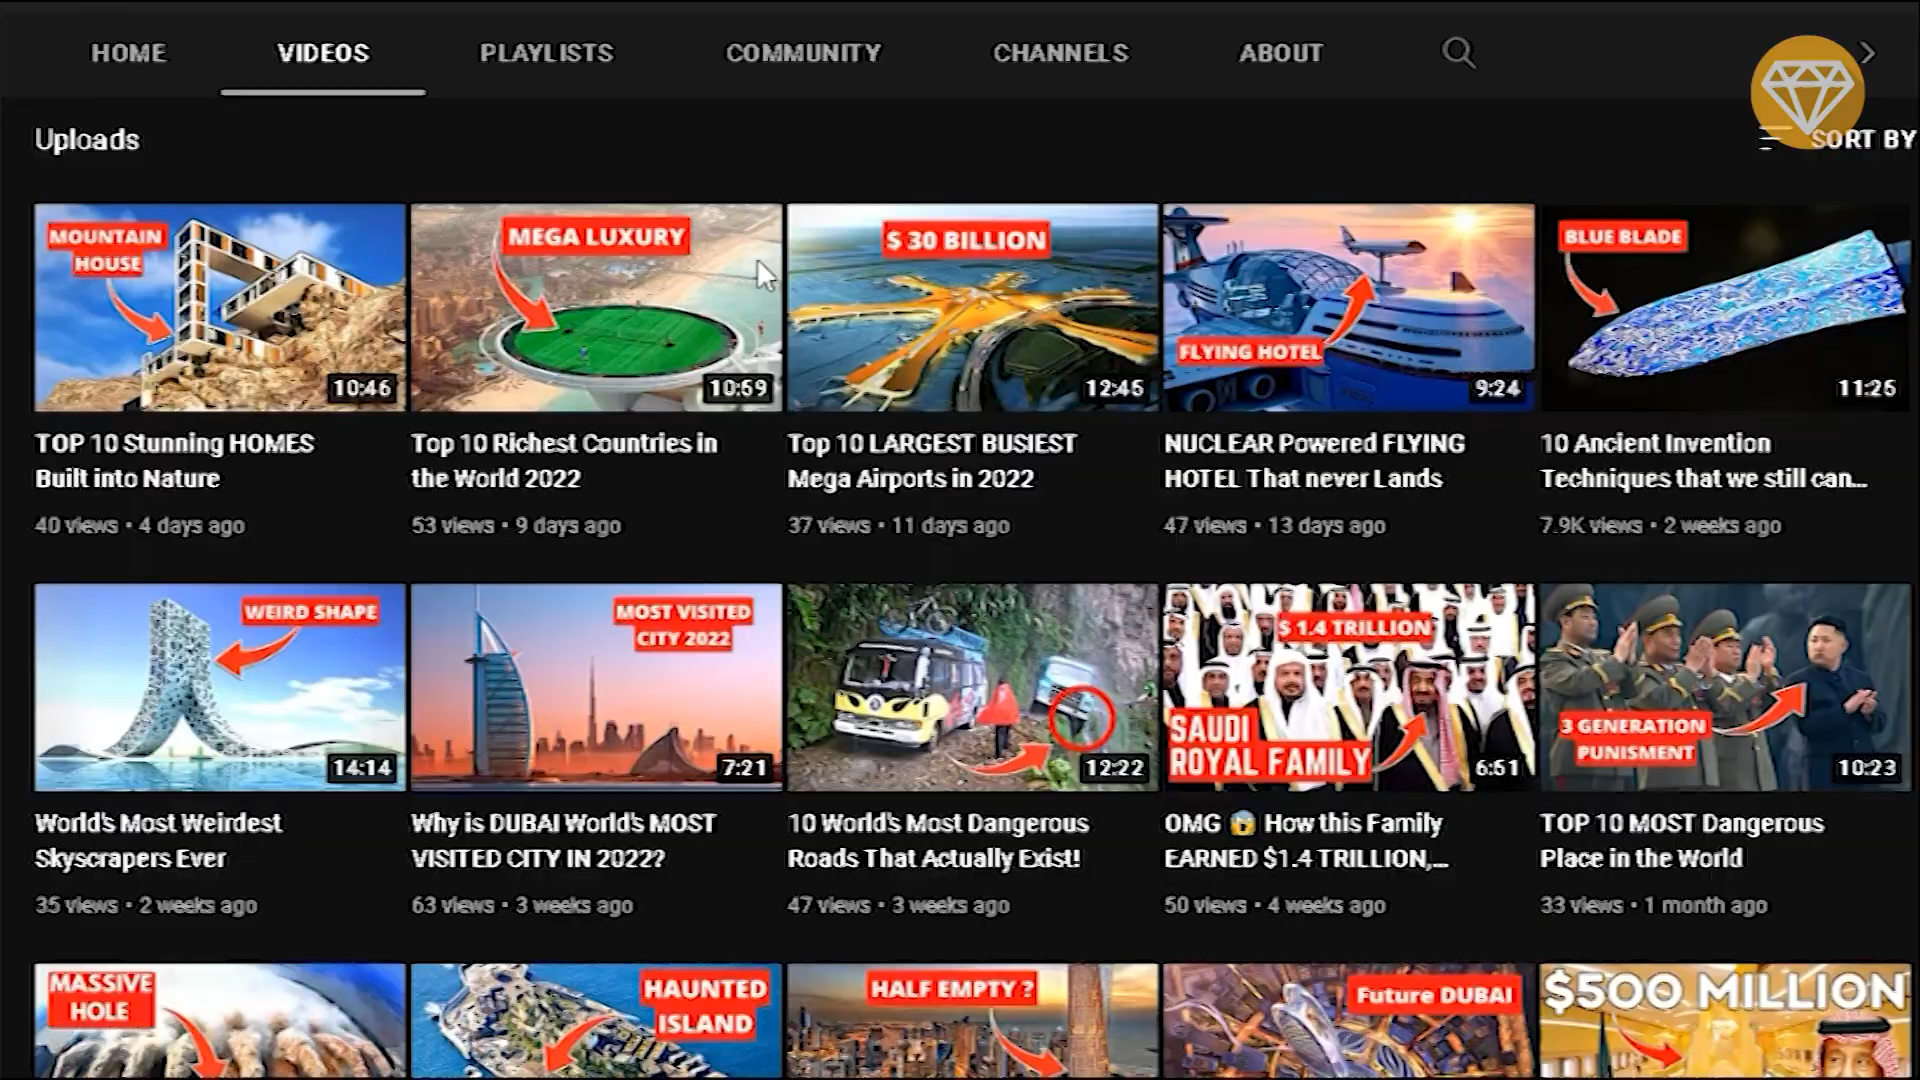 HOME VIDEOS PLAYLISTS COMMUNITY CHANNELS ABOUT
Uploads
SORT BY
MOUNTAIN
HOUSE
10:46
MEGA LUXURY
10:59
$ 30 BILLION
12:45
FLYING HOTEL
9:24
BLUE BLADE
11:25
TOP 10 Stunning HOMES
Built into Nature
40 views • 4 days ago
Top 10 Richest Countries in
the World 2022
53 views • 9 days ago
Top 10 LARGEST BUSIEST
Mega Airports in 2022
37 views • 11 days ago
NUCLEAR Powered FLYING
HOTEL That never Lands
47 views • 13 days ago
10 Ancient Invention
Techniques that we still can...
7.9K views • 2 weeks ago
WEIRD SHAPE
14:14
MOST VISITED
CITY 2022
7:21
12:22
$ 1.4 TRILLION
SAUDI
ROYAL FAMILY
6:51
3 GENERATION
PUNISMENT
10:23
World's Most Weirdest
Skyscrapers Ever
35 views • 2 weeks ago
Why is DUBAI World's MOST
VISITED CITY IN 2022?
63 views • 3 weeks ago
10 World's Most Dangerous
Roads That Actually Exist!
47 views • 3 weeks ago
OMG 😱 How this Family
EARNED $1.4 TRILLION,...
50 views • 4 weeks ago
TOP 10 MOST Dangerous
Place in the World
33 views • 1 month ago
MASSIVE
HOLE
HAUNTED
ISLAND
HALF EMPTY ?
Future DUBAI
$500 MILLION